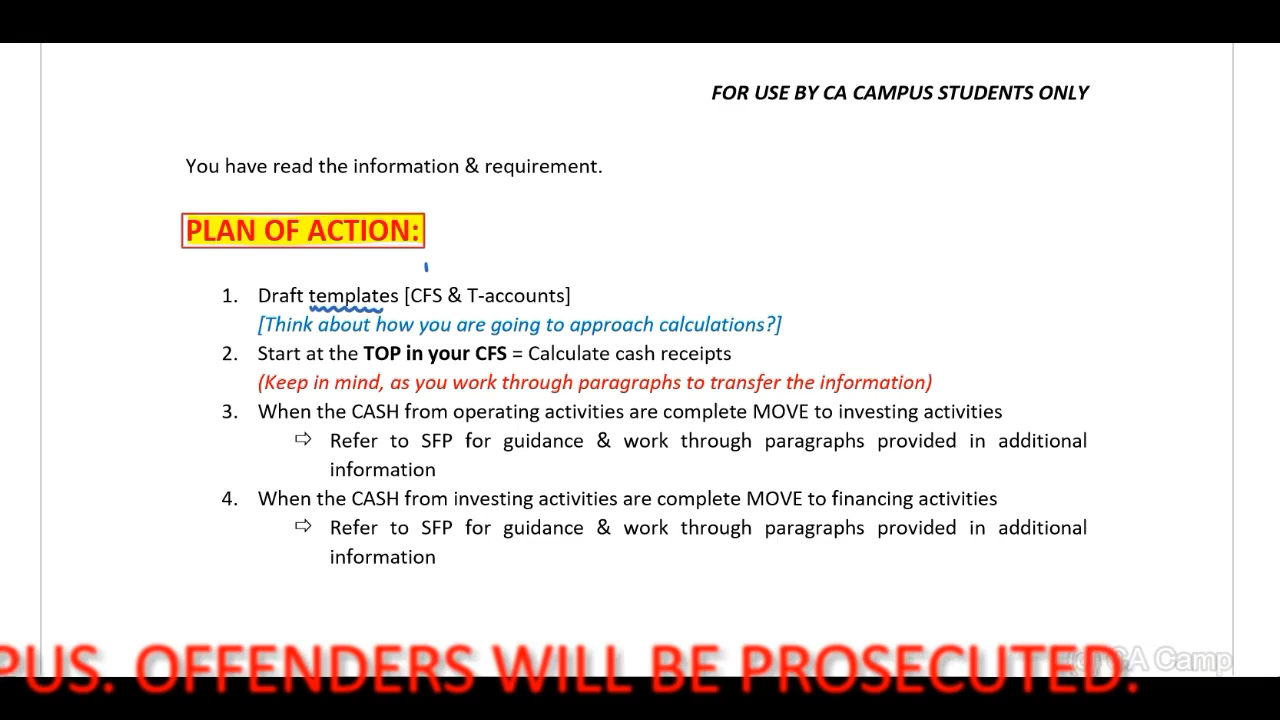 FOR USE BY CA CAMPUS STUDENTS ONLY
You have read the information & requirement.
PLAN OF ACTION:
1. Draft templates [CFS & T-accounts]
[Think about how you are going to approach calculations?]
2. Start at the TOP in your CFS = Calculate cash receipts
(Keep in mind, as you work through paragraphs to transfer the information)
3. When the CASH from operating activities are complete MOVE to investing activities
⇨ Refer to SFP for guidance & work through paragraphs provided in additional
information
4. When the CASH from investing activities are complete MOVE to financing activities
⇨ Refer to SFP for guidance & work through paragraphs provided in additional
information
PUS. OFFENDERS WILL BE PROSECUTED.
(c) CA Camp